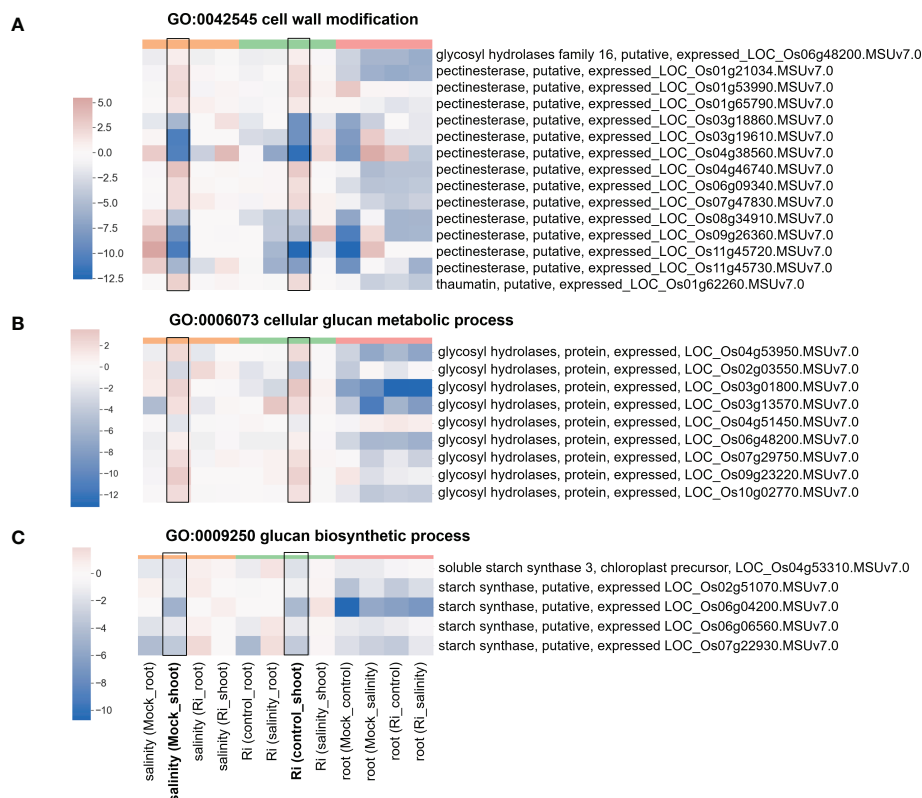 A
GO:0042545 cell wall modification
glycosyl hydrolases family 16, putative, expressed_LOC_Os06g48200.MSUv7.0
pectinesterase, putative, expressed_LOC_Os01g21034.MSUv7.0
pectinesterase, putative, expressed_LOC_Os01g53990.MSUv7.0
pectinesterase, putative, expressed_LOC_Os01g65790.MSUv7.0
pectinesterase, putative, expressed_LOC_Os03g18860.MSUv7.0
pectinesterase, putative, expressed_LOC_Os03g19610.MSUv7.0
pectinesterase, putative, expressed_LOC_Os04g38560.MSUv7.0
pectinesterase, putative, expressed_LOC_Os04g46740.MSUv7.0
pectinesterase, putative, expressed_LOC_Os06g09340.MSUv7.0
pectinesterase, putative, expressed_LOC_Os07g47830.MSUv7.0
pectinesterase, putative, expressed_LOC_Os08g34910.MSUv7.0
pectinesterase, putative, expressed_LOC_Os09g26360.MSUv7.0
pectinesterase, putative, expressed_LOC_Os11g45720.MSUv7.0
pectinesterase, putative, expressed_LOC_Os11g45730.MSUv7.0
thaumatin, putative, expressed_LOC_Os01g62260.MSUv7.0
5.0
2.5
0.0
−2.5
−5.0
−7.5
−10.0
−12.5
B
GO:0006073 cellular glucan metabolic process
glycosyl hydrolases, protein, expressed, LOC_Os04g53950.MSUv7.0
glycosyl hydrolases, protein, expressed, LOC_Os02g03550.MSUv7.0
glycosyl hydrolases, protein, expressed, LOC_Os03g01800.MSUv7.0
glycosyl hydrolases, protein, expressed, LOC_Os03g13570.MSUv7.0
glycosyl hydrolases, protein, expressed, LOC_Os04g51450.MSUv7.0
glycosyl hydrolases, protein, expressed, LOC_Os06g48200.MSUv7.0
glycosyl hydrolases, protein, expressed, LOC_Os07g29750.MSUv7.0
glycosyl hydrolases, protein, expressed, LOC_Os09g23220.MSUv7.0
glycosyl hydrolases, protein, expressed, LOC_Os10g02770.MSUv7.0
2
0
−2
−4
−6
−8
−10
−12
C
GO:0009250 glucan biosynthetic process
soluble starch synthase 3, chloroplast precursor, LOC_Os04g53310.MSUv7.0
starch synthase, putative, expressed LOC_Os02g51070.MSUv7.0
starch synthase, putative, expressed LOC_Os06g04200.MSUv7.0
starch synthase, putative, expressed LOC_Os06g06560.MSUv7.0
starch synthase, putative, expressed LOC_Os07g22930.MSUv7.0
0
−2
−4
−6
−8
−10
salinity (Mock_root)
salinity (Mock_shoot)
salinity (Ri_root)
salinity (Ri_shoot)
Ri (control_root)
Ri (salinity_root)
Ri (control_shoot)
Ri (salinity_shoot)
root (Mock_control)
root (Mock_salinity)
root (Ri_control)
root (Ri_salinity)